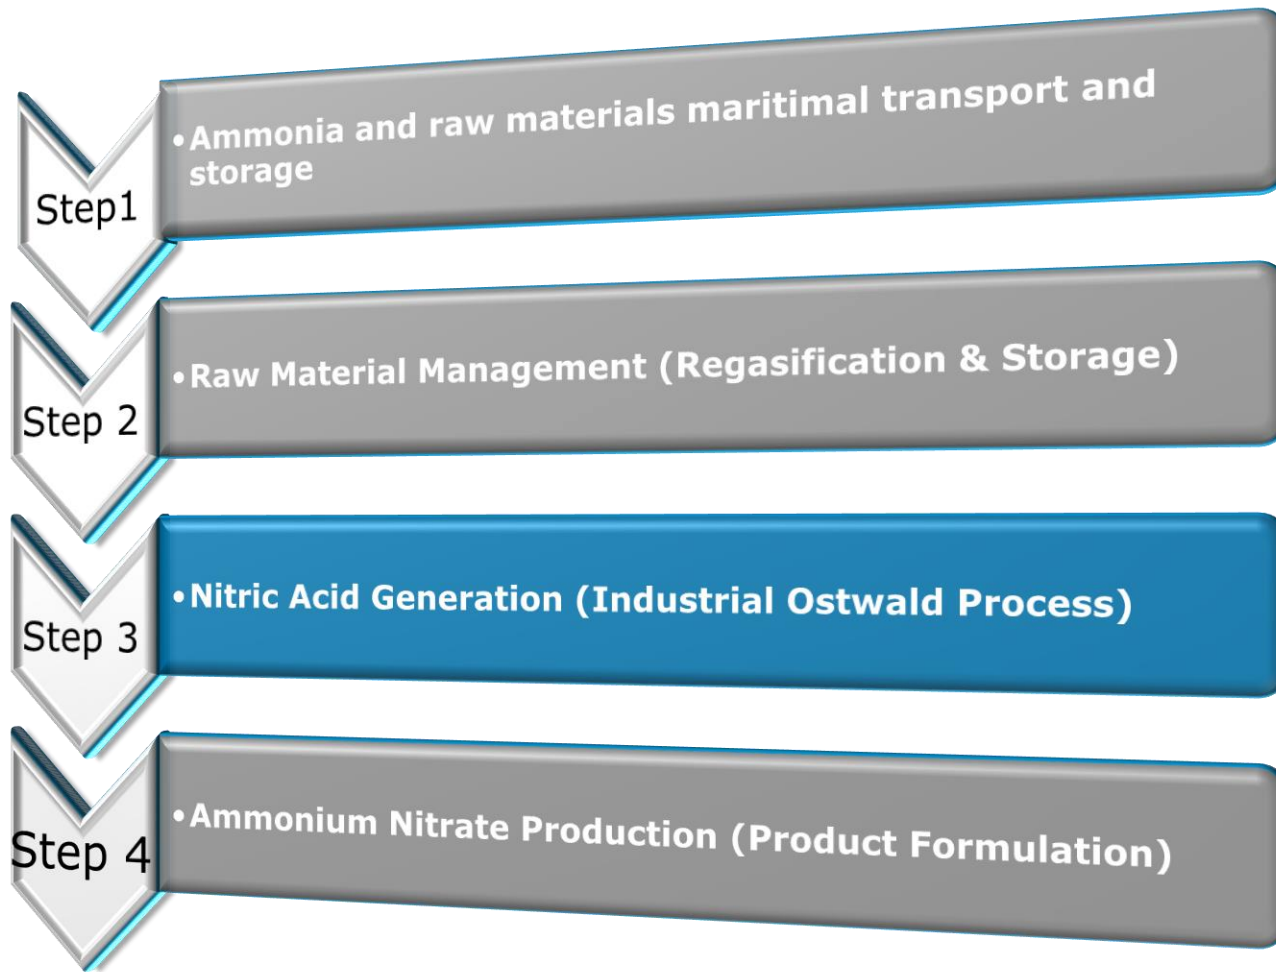 Step1
•Ammonia and raw materials maritimal transport and
storage
Step 2
•Raw Material Management (Regasification & Storage)
Step 3
•Nitric Acid Generation (Industrial Ostwald Process)
Step 4
•Ammonium Nitrate Production (Product Formulation)